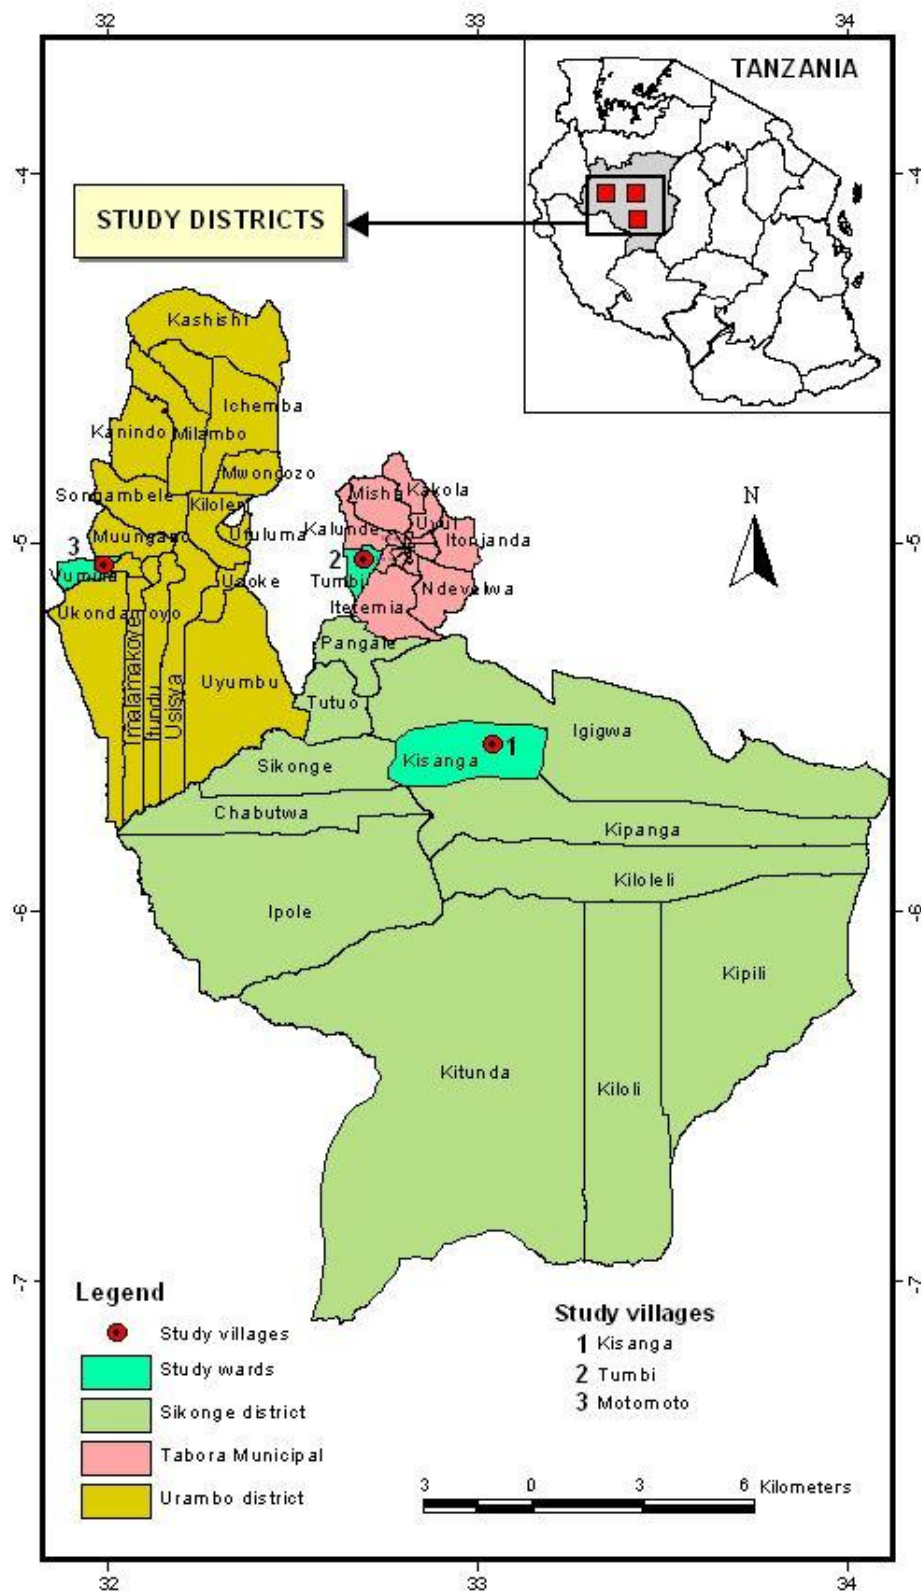 32
33
34
TANZANIA
-4
-4
STUDY DISTRICTS
Kashishi
Ichemba
Kanindo
Milambo
Mwongozo
Songambele
Kilolen
Misha
Kakola
Uyui
N
Muungano
Ufuluma
Kalunde
Itonjanda
-5
-5
3
2
Vumilia
Usoke
Tumbi
Ndevelwa
Ukondamoyo
Itetemia
Pangale
Imalamakoye
Itundu
Usisya
Uyumbu
Tutuo
Igigwa
1
Sikonge
Kisanga
Chabutwa
Kipanga
Kiloleli
Ipole
-6
-6
Kipili
Kitunda
Kiloli
-7
-7
Legend
Study villages
Study wards
Sikonge district
Tabora Municipal
Urambo district
Study villages
1 Kisanga
2 Tumbi
3 Motomoto
3 0 3 6 Kilometers
32
33
34